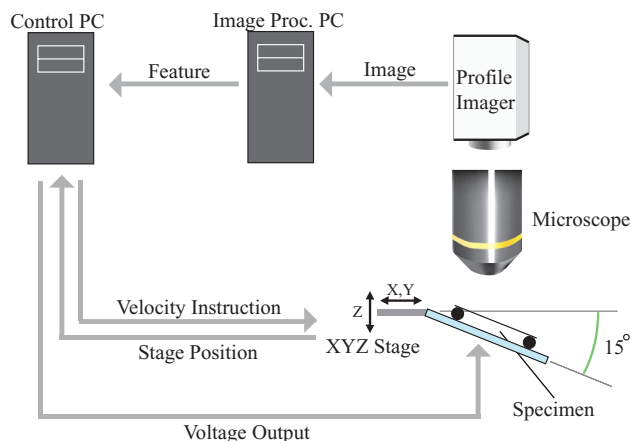 Control PC
Image Proc. PC
Feature
Image
Profile
Imager
Microscope
Velocity Instruction
Stage Position
X,Y
Z
XYZ Stage
15°
Specimen
Voltage Output